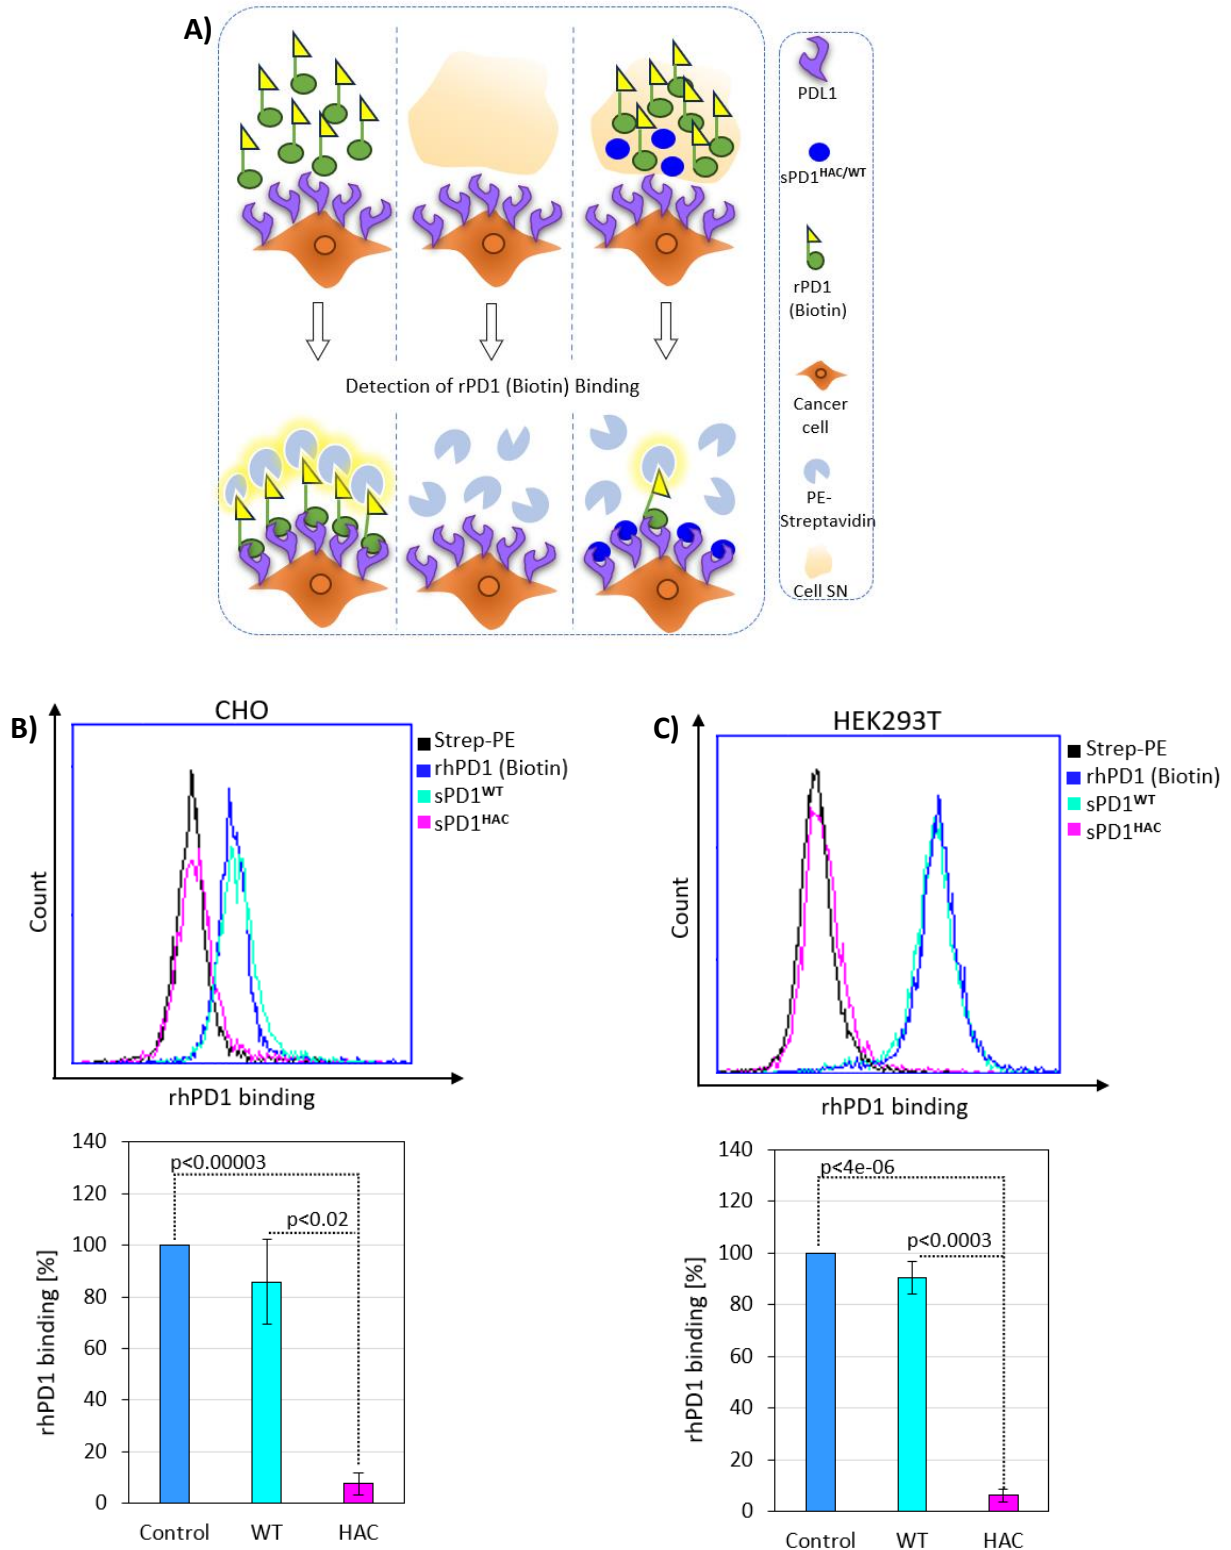 A)
PDL1
sPD1HAC/WT
rPD1
(Biotin)
Cancer
cell
PE-
Streptavidin
Cell SN
Detection of rPD1 (Biotin) Binding
B)
CHO
Strep-PE
rhPD1 (Biotin)
sPD1WT
sPD1HAC
Count
rhPD1 binding
140
120
100
80
60
40
20
0
rhPD1 binding [%]
p<0.00003
p<0.02
Control WT HAC
C)
HEK293T
Strep-PE
rhPD1 (Biotin)
sPD1WT
sPD1HAC
Count
rhPD1 binding
140
120
100
80
60
40
20
0
rhPD1 binding [%]
p<4e-06
p<0.0003
Control WT HAC